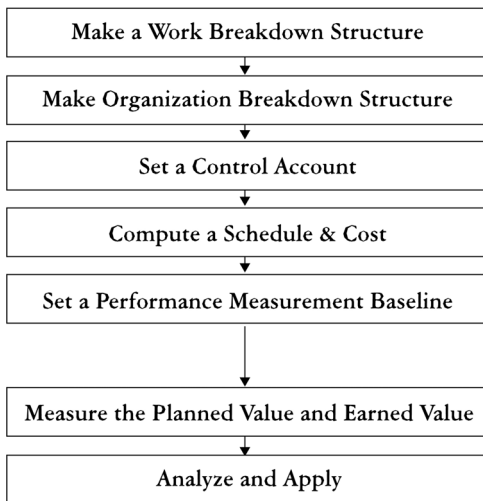 Make a Work Breakdown Structure
Make Organization Breakdown Structure
Set a Control Account
Compute a Schedule & Cost
Set a Performance Measurement Baseline
Measure the Planned Value and Earned Value
Analyze and Apply